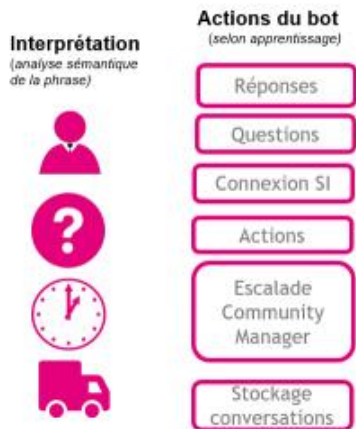 Interprétation
(analyse sémantique
de la phrase)
?
Actions du bot
(selon apprentissage)
Réponses
Questions
Connexion SI
Actions
Escalade
Community
Manager
Stockage
conversations